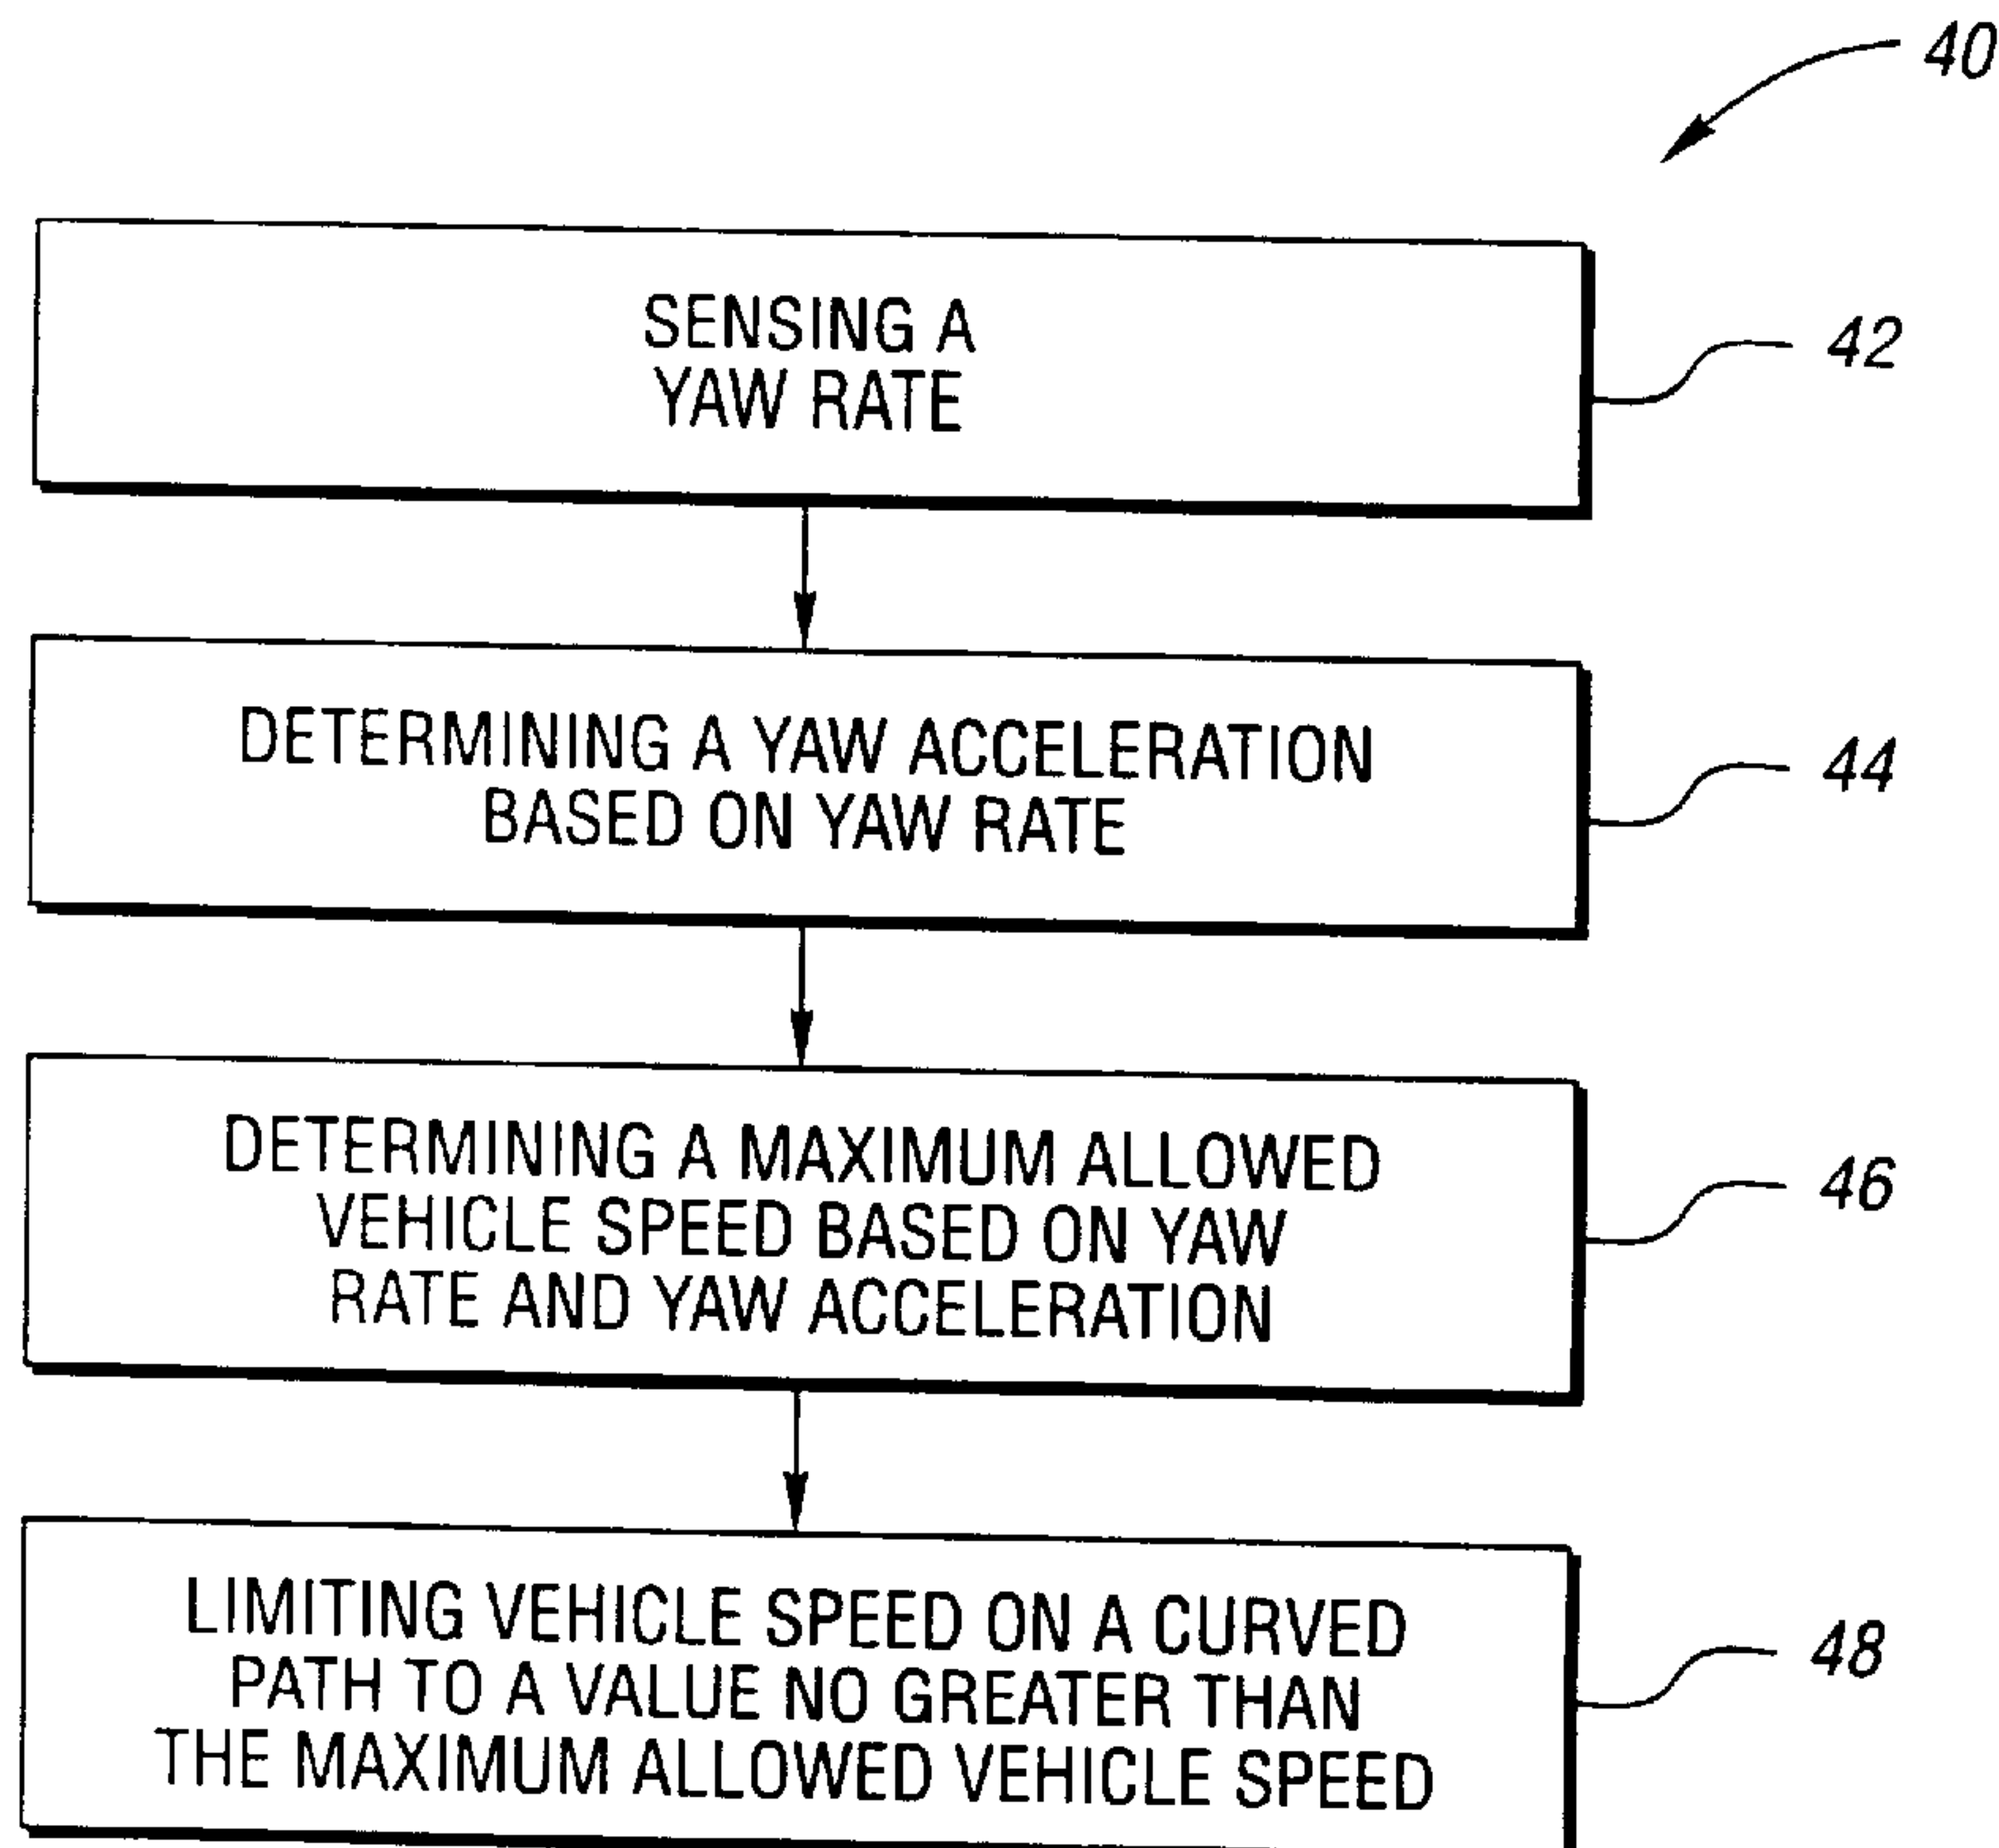 40
SENSING A
YAW RATE
42
DETERMINING A YAW ACCELERATION
BASED ON YAW RATE
44
DETERMINING A MAXIMUM ALLOWED
VEHICLE SPEED BASED ON YAW
RATE AND YAW ACCELERATION
46
LIMITING VEHICLE SPEED ON A CURVED
PATH TO A VALUE NO GREATER THAN
THE MAXIMUM ALLOWED VEHICLE SPEED
48